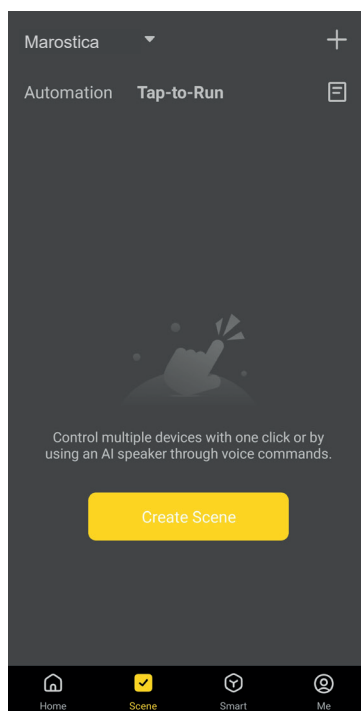 Marostica
Automation Tap-to-Run
Control multiple devices with one click or by
using an AI speaker through voice commands.
Create Scene
Home Scene Smart Me